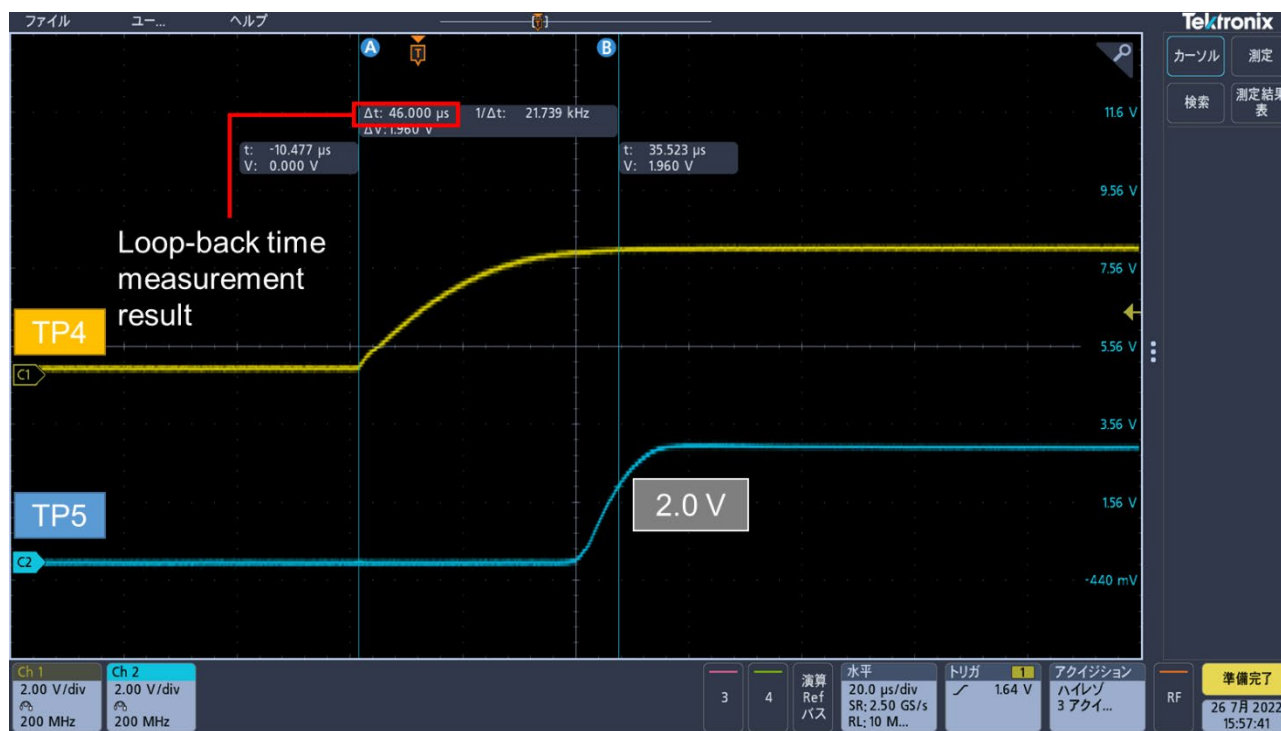 ファイル ユー... ヘルプ
[T]
Tektronix
カーソル 測定
検索 測定結果
表
A T B
Δt: 46.000 μs 1/Δt: 21.739 kHz
ΔV: 1.960 V
t: -10.477 μs
V: 0.000 V
t: 35.523 μs
V: 1.960 V
11.6 V
9.56 V
7.56 V
5.56 V
3.56 V
1.56 V
-440 mV
Loop-back time
measurement
result
TP4
C1
TP5
2.0 V
C2
Ch 1
2.00 V/div
200 MHz
Ch 2
2.00 V/div
200 MHz
3
4
演算
Ref
バス
水平
20.0 μs/div
SR: 2.50 GS/s
RL: 10 M...
トリガ 1
1.64 V
アクイジション
ハイレゾ
3 アクイ...
RF
準備完了
26 7月 2022
15:57:41